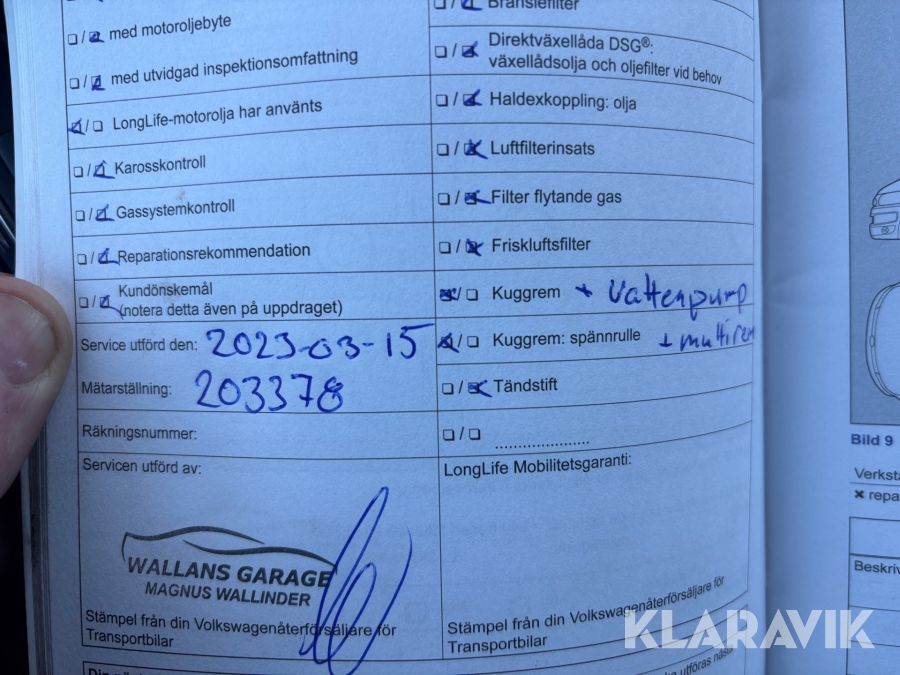 Bränslefilter
med motoroljebyte
Direktväxellåda DSG®:
växellådsolja och oljefilter vid behov
med utvidgad inspektionsomfattning
Haldexkoppling: olja
LongLife-motorolja har använts
Luftfilterinsats
Karosskontroll
Filter flytande gas
Gassystemkontroll
Friskluftsfilter
Reparationsrekommendation
Kuggrem + Vattenpump
Kundönskemål
(notera detta även på uppdraget)
Kuggrem: spännrulle + multirem
Service utförd den: 2023-03-15
Tändstift
Mätarställning: 203378
Räkningsnummer:
....................
Servicen utförd av:
LongLife Mobilitetsgaranti:
WALLANS GARAGE
MAGNUS WALLINDER
Stämpel från din Volkswagenåterförsäljare för
Transportbilar
Stämpel från din Volkswagenåterförsäljare för
Transportbilar
utföras
Bild 9
Verksta
✖ repa
Beskriv
KLARAVIK